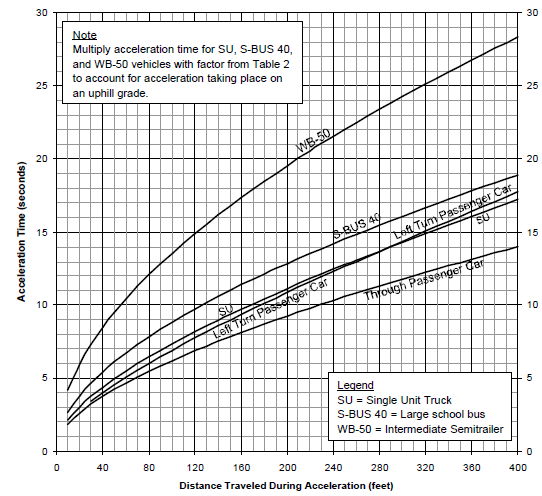 30
30
Note
Multiply acceleration time for SU, S-BUS 40,
and WB-50 vehicles with factor from Table 2
to account for acceleration taking place on
an uphill grade.
25
25
WB-50
20
20
Acceleration Time (seconds)
S-BUS 40
Left Turn Passenger Car
SU
15
15
SU
Left Turn Passenger Car
Through Passenger Car
10
10
Legend
SU = Single Unit Truck
S-BUS 40 = Large school bus
WB-50 = Intermediate Semitrailer
5
5
0
0
0 40 80 120 160 200 240 280 320 360 400
Distance Traveled During Acceleration (feet)